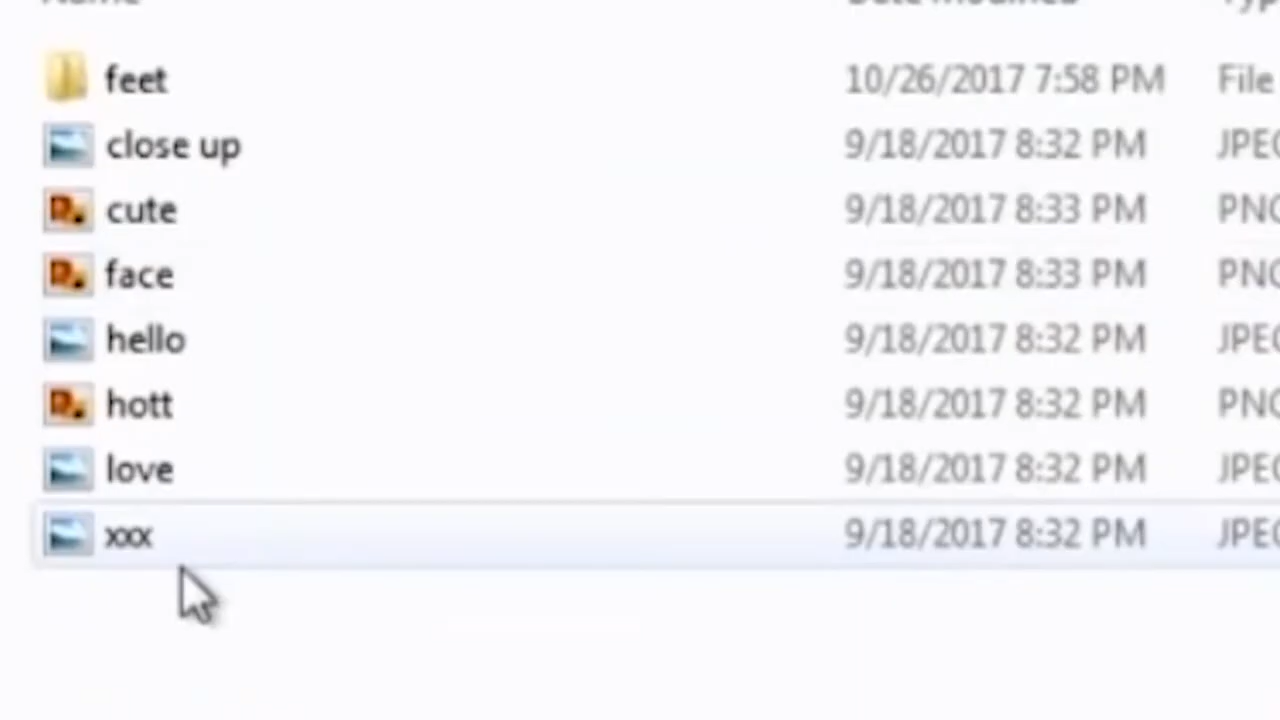 feet 10/26/2017 7:58 PM File
close up 9/18/2017 8:32 PM JPEG
cute 9/18/2017 8:33 PM PNG
face 9/18/2017 8:33 PM PNG
hello 9/18/2017 8:32 PM JPEG
hott 9/18/2017 8:32 PM PNG
love 9/18/2017 8:32 PM JPEG
xxx 9/18/2017 8:32 PM JPEG